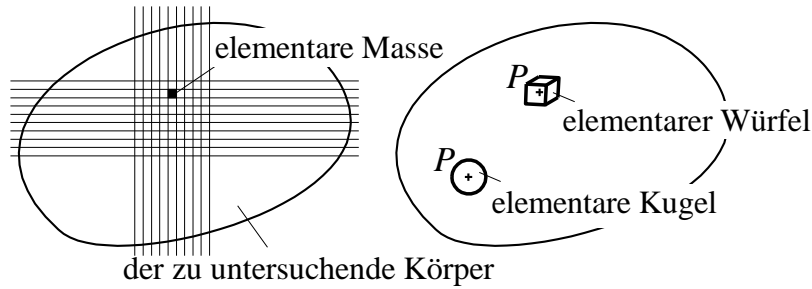 elementare Masse
der zu untersuchende Körper
P
elementarer Würfel
P
elementare Kugel